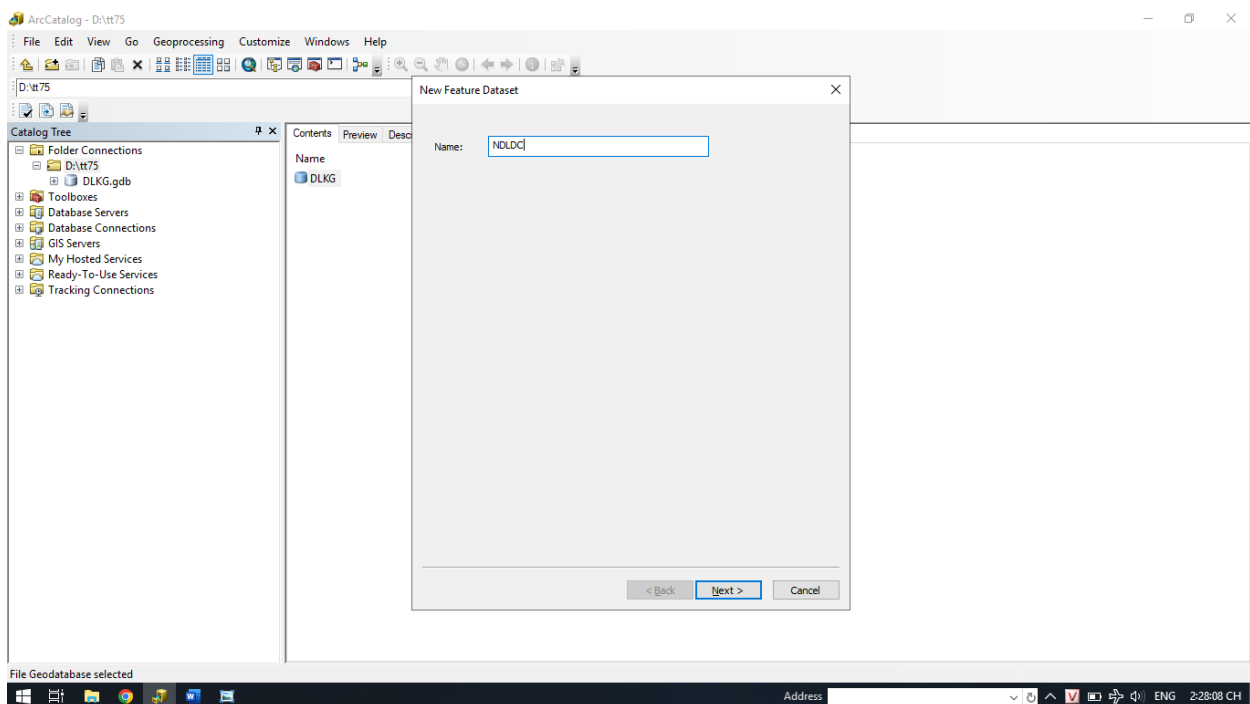 ArcCatalog - D:\tt75
File Edit View Go Geoprocessing Customize Windows Help
D:\tt75
New Feature Dataset
Name: NDLDC
Catalog Tree
Folder Connections
D:\tt75
DLKG.gdb
Toolboxes
Database Servers
Database Connections
GIS Servers
My Hosted Services
Ready-To-Use Services
Tracking Connections
Contents Preview Desc
Name
DLKG
< Back Next > Cancel
File Geodatabase selected
Address ENG 2:28:08 CH